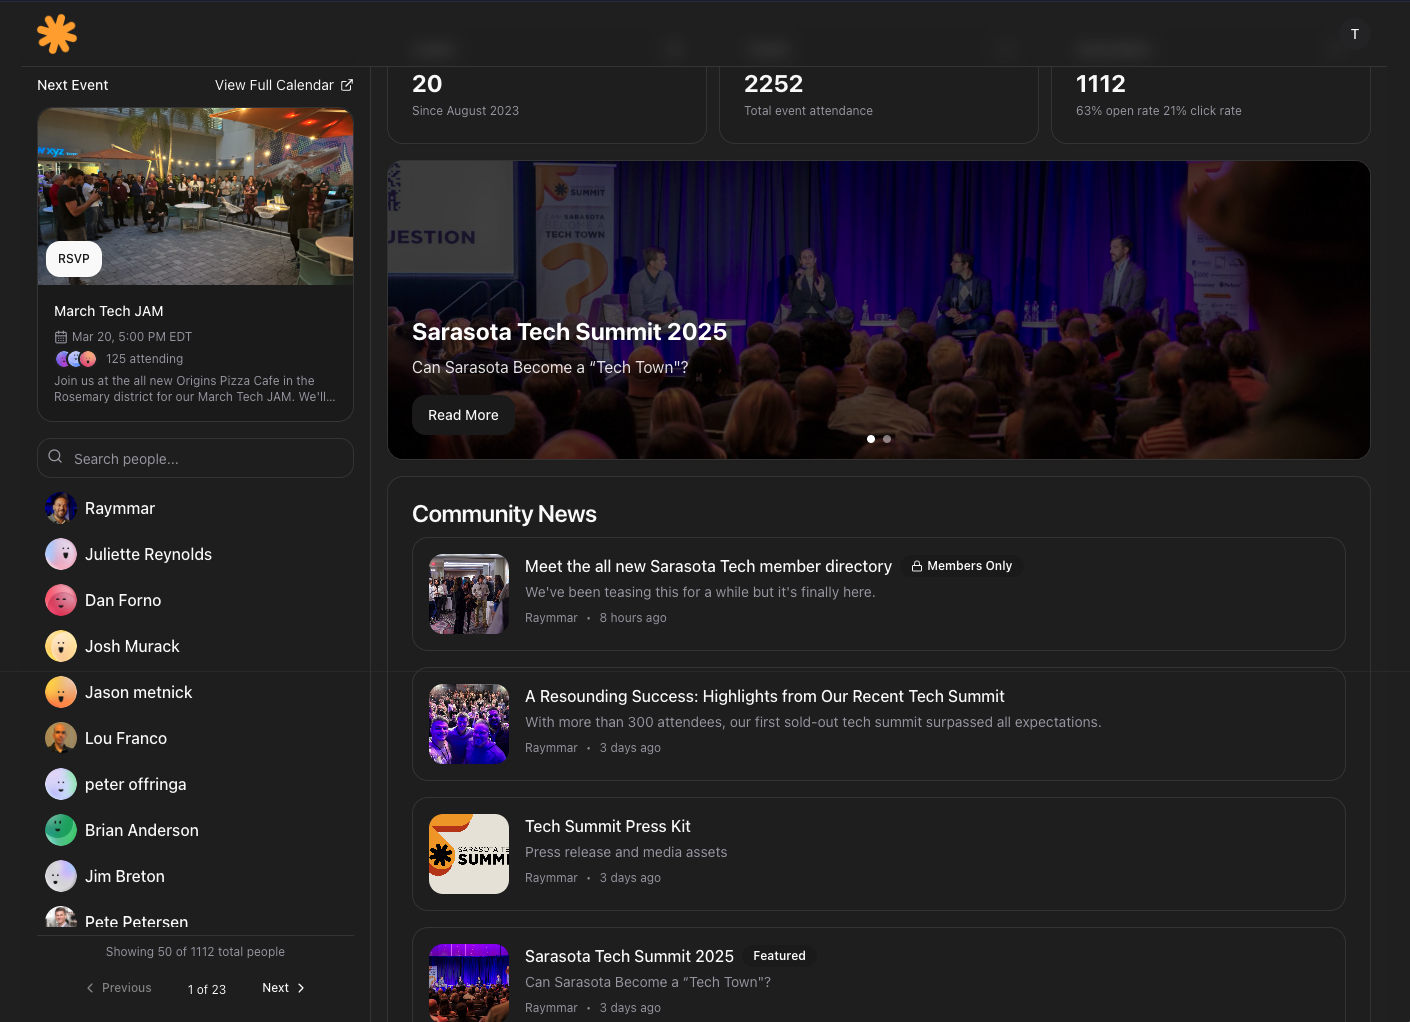 T
Next Event
View Full Calendar
RSVP
March Tech JAM
Mar 20, 5:00 PM EDT
125 attending
Join us at the all new Origins Pizza Cafe in the
Rosemary district for our March Tech JAM. We'll...
Search people...
Raymmar
Juliette Reynolds
Dan Forno
Josh Murack
Jason metnick
Lou Franco
peter offringa
Brian Anderson
Jim Breton
Pete Petersen
Showing 50 of 1112 total people
Previous
1 of 23
Next
20
Since August 2023
2252
Total event attendance
1112
63% open rate 21% click rate
UESTION
SUMMIT
CAN SARASOTA
BECOME A
TECH TOWN
Sarasota Tech Summit 2025
Can Sarasota Become a “Tech Town"?
Read More
Community News
Meet the all new Sarasota Tech member directory
Members Only
We've been teasing this for a while but it's finally here.
Raymmar • 8 hours ago
A Resounding Success: Highlights from Our Recent Tech Summit
With more than 300 attendees, our first sold-out tech summit surpassed all expectations.
Raymmar • 3 days ago
SARASOTA TE
SUMMI
Tech Summit Press Kit
Press release and media assets
Raymmar • 3 days ago
Sarasota Tech Summit 2025
Featured
Can Sarasota Become a “Tech Town"?
Raymmar • 3 days ago